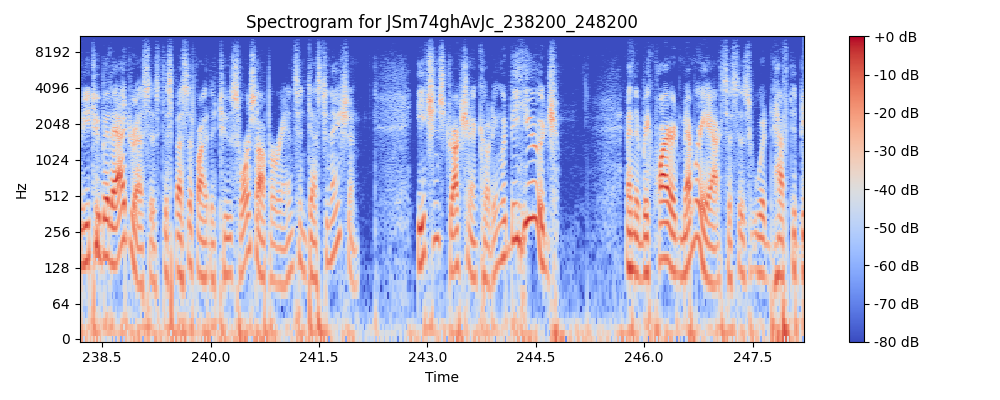 Spectrogram for JSm74ghAvJc_238200_248200
8192
4096
2048
1024
512
256
128
64
0
Hz
238.5 240.0 241.5 243.0 244.5 246.0 247.5
Time
+0 dB
-10 dB
-20 dB
-30 dB
-40 dB
-50 dB
-60 dB
-70 dB
-80 dB